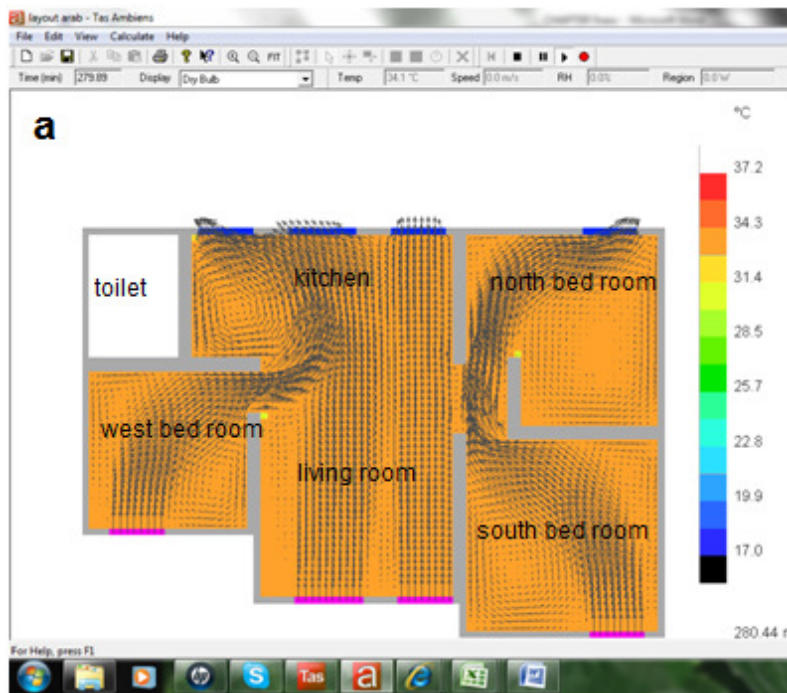 layout arab - Tas Ambiens
File Edit View Calculate Help
FIT
Time (min) 279.89 Display Dry Bulb Temp 34.1 °C Speed 0.0 m/s RH 0.0% Region 0.0 W
a
°C
37.2
34.3
31.4
28.5
25.7
22.8
19.9
17.0
toilet
kitchen
north bed room
west bed room
living room
south bed room
280.44
For Help, press F1
hp S Tas a